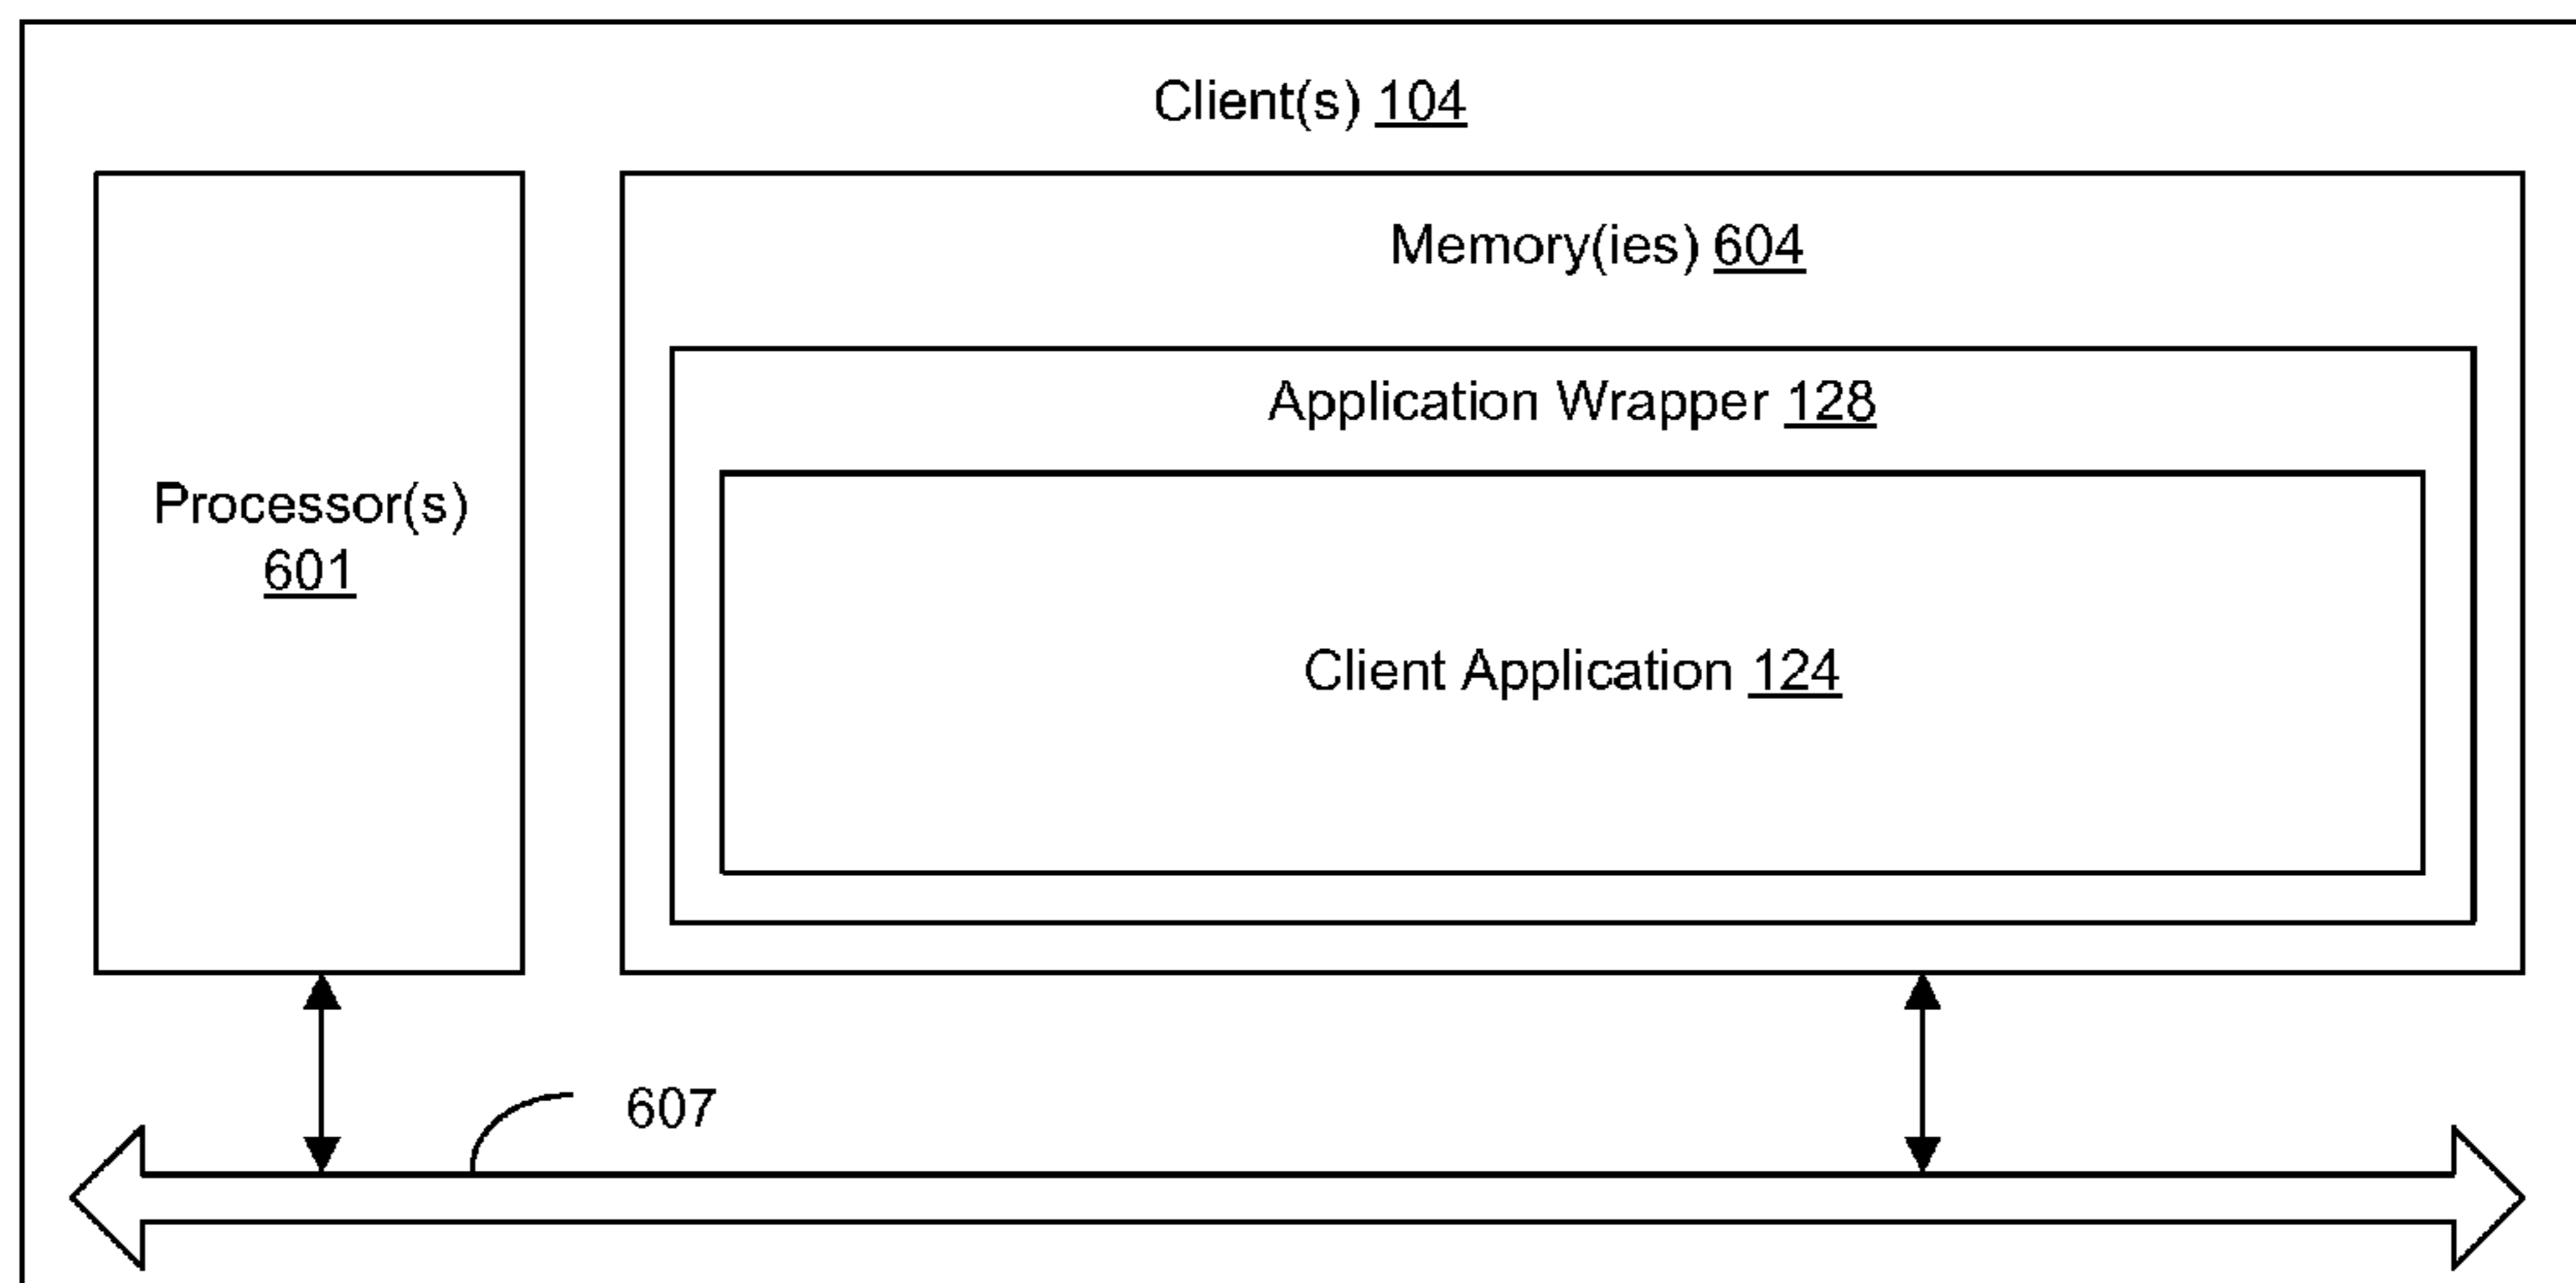 Client(s) 104
Memory(ies) 604
Application Wrapper 128
Processor(s)
601
Client Application 124
607